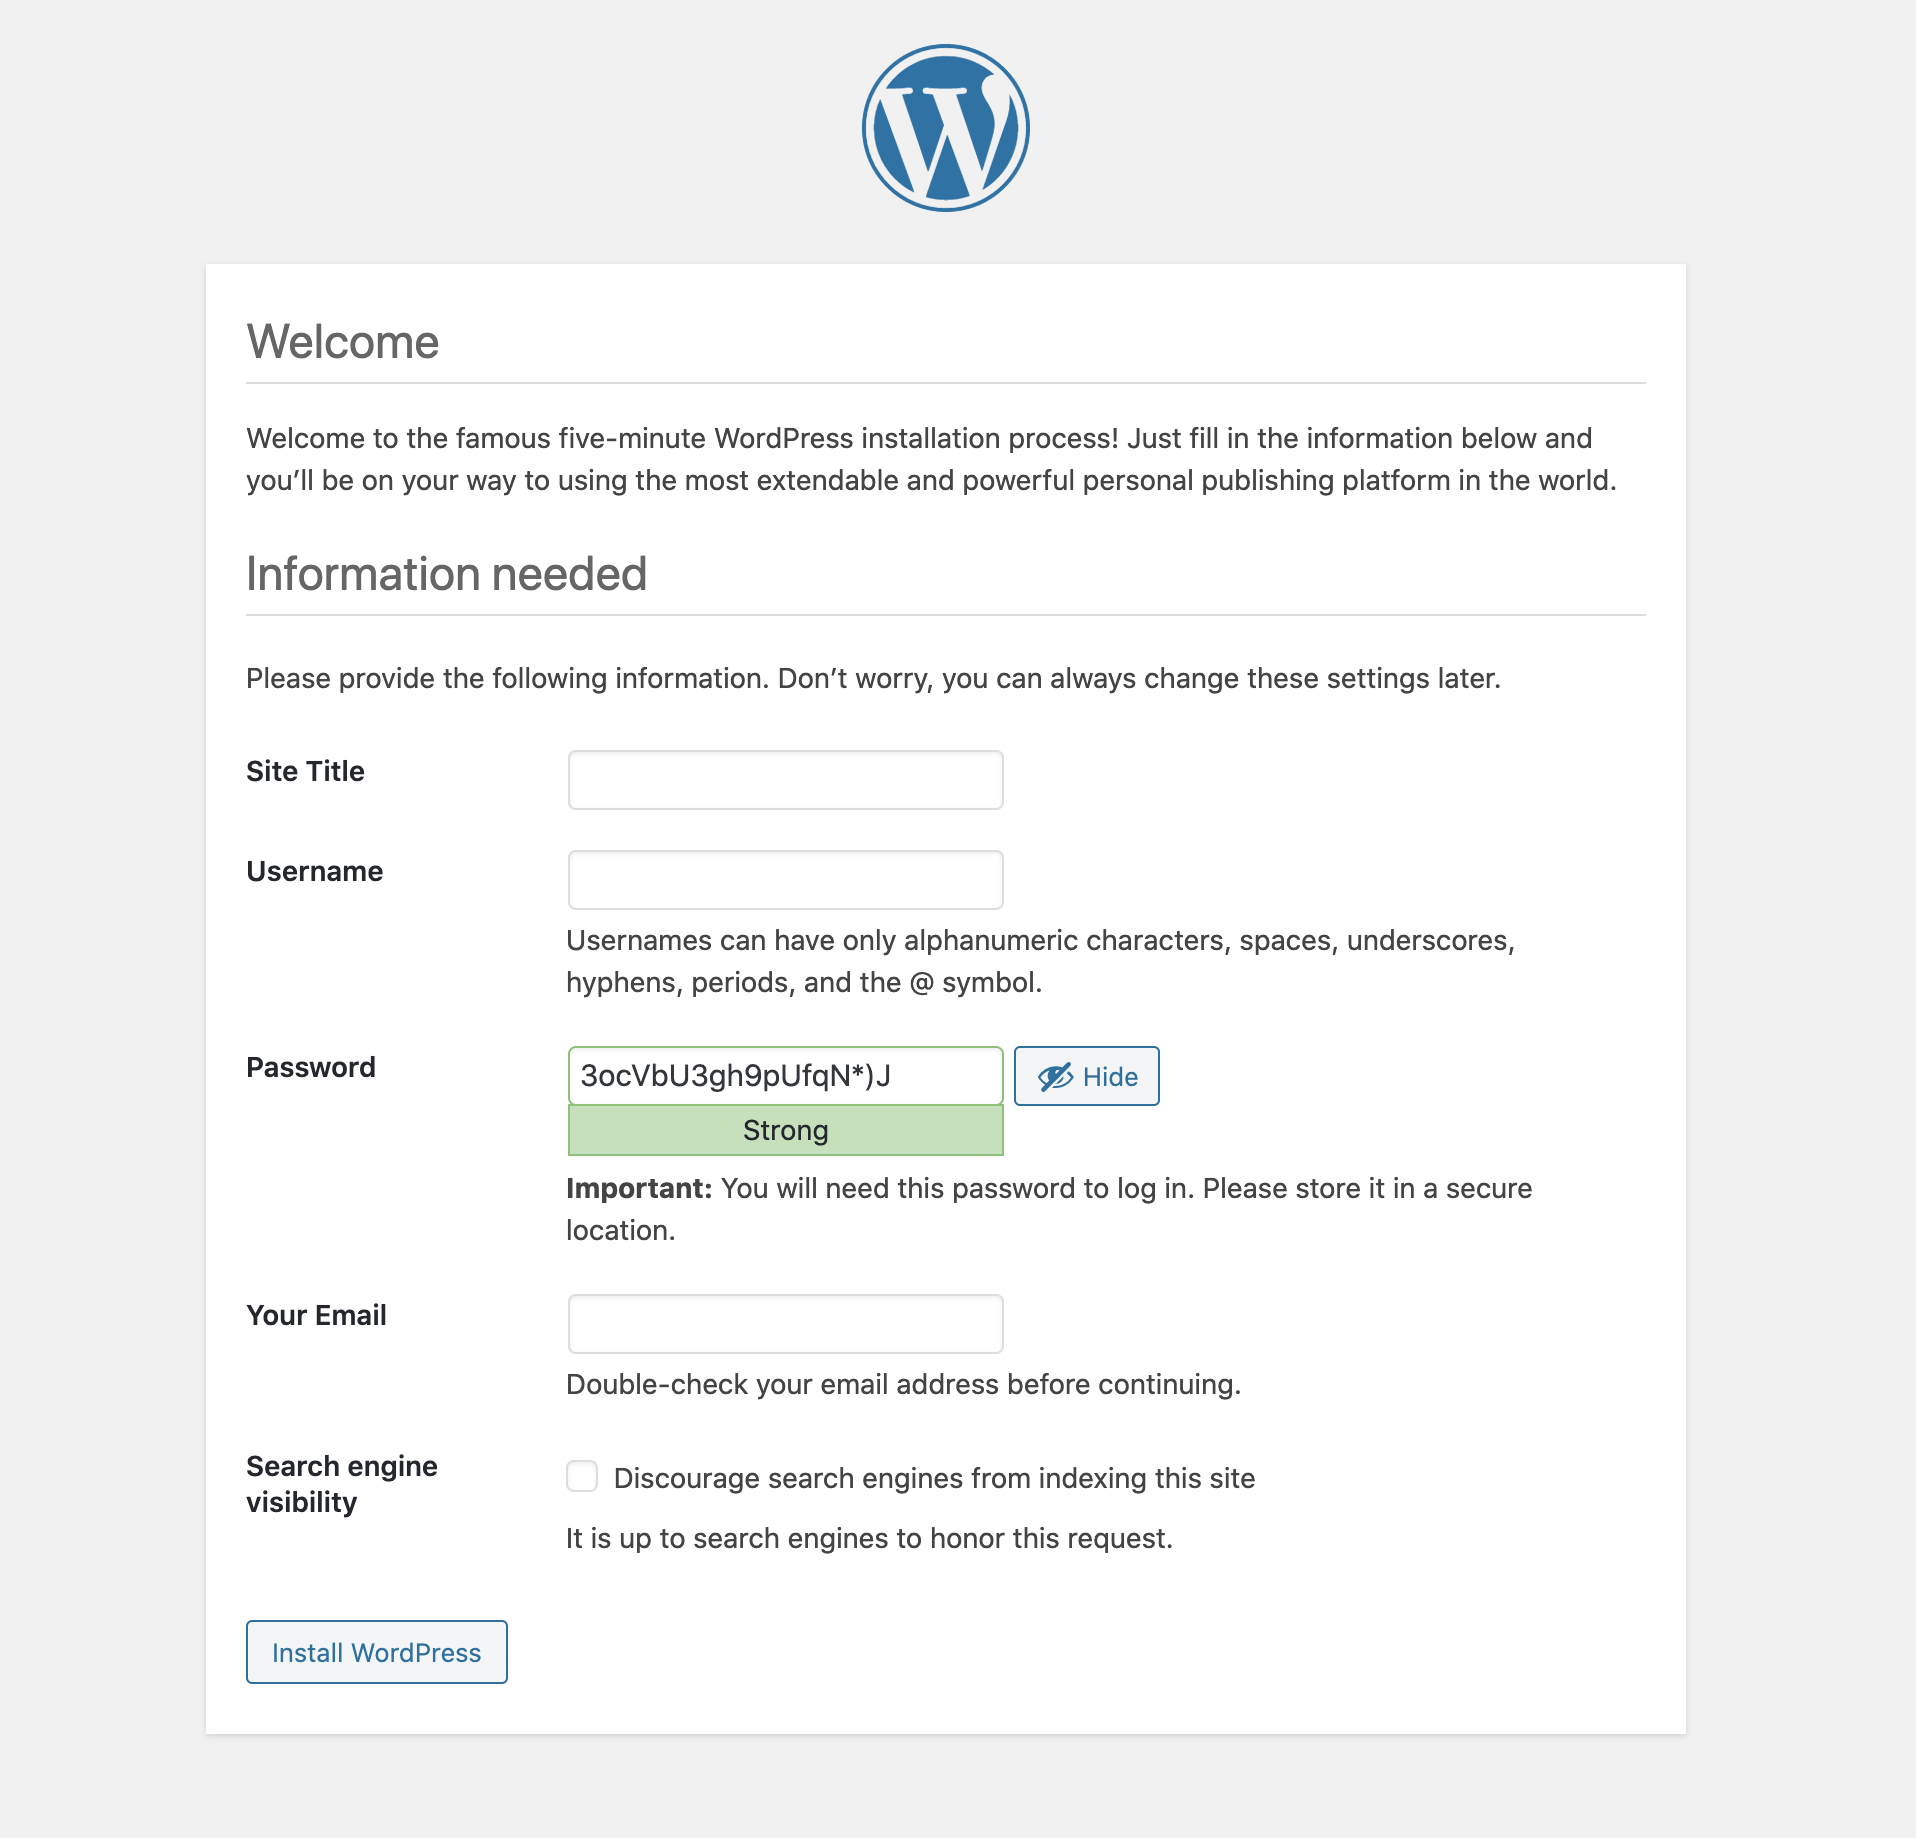 Welcome
Welcome to the famous five-minute WordPress installation process! Just fill in the information below and
you’ll be on your way to using the most extendable and powerful personal publishing platform in the world.
Information needed
Please provide the following information. Don’t worry, you can always change these settings later.
Site Title
Username
Usernames can have only alphanumeric characters, spaces, underscores,
hyphens, periods, and the @ symbol.
Password
3ocVbU3gh9pUfqN*)J
Hide
Strong
Important: You will need this password to log in. Please store it in a secure
location.
Your Email
Double-check your email address before continuing.
Search engine
visibility
Discourage search engines from indexing this site
It is up to search engines to honor this request.
Install WordPress